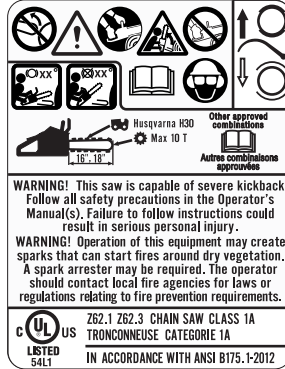 xx°
xx°
Husqvarna H30
Max 10 T
16", 18"
Other approved
combinations
Autres combinaisons
approuvées
WARNING! This saw is capable of severe kickback
Follow all safety precautions in the Operator's
Manual(s). Failure to follow instructions could
result in serious personal injury.
WARNING! Operation of this equipment may create
sparks that can start fires around dry vegetation.
A spark arrester may be required. The operator
should contact local fire agencies for laws or
regulations relating to fire prevention requirements.
C UL US
LISTED
54L1
Z62.1 Z62.3 CHAIN SAW CLASS 1A
TRONCONNEUSE CATEGORIE 1A
IN ACCORDANCE WITH ANSI B175.1-2012